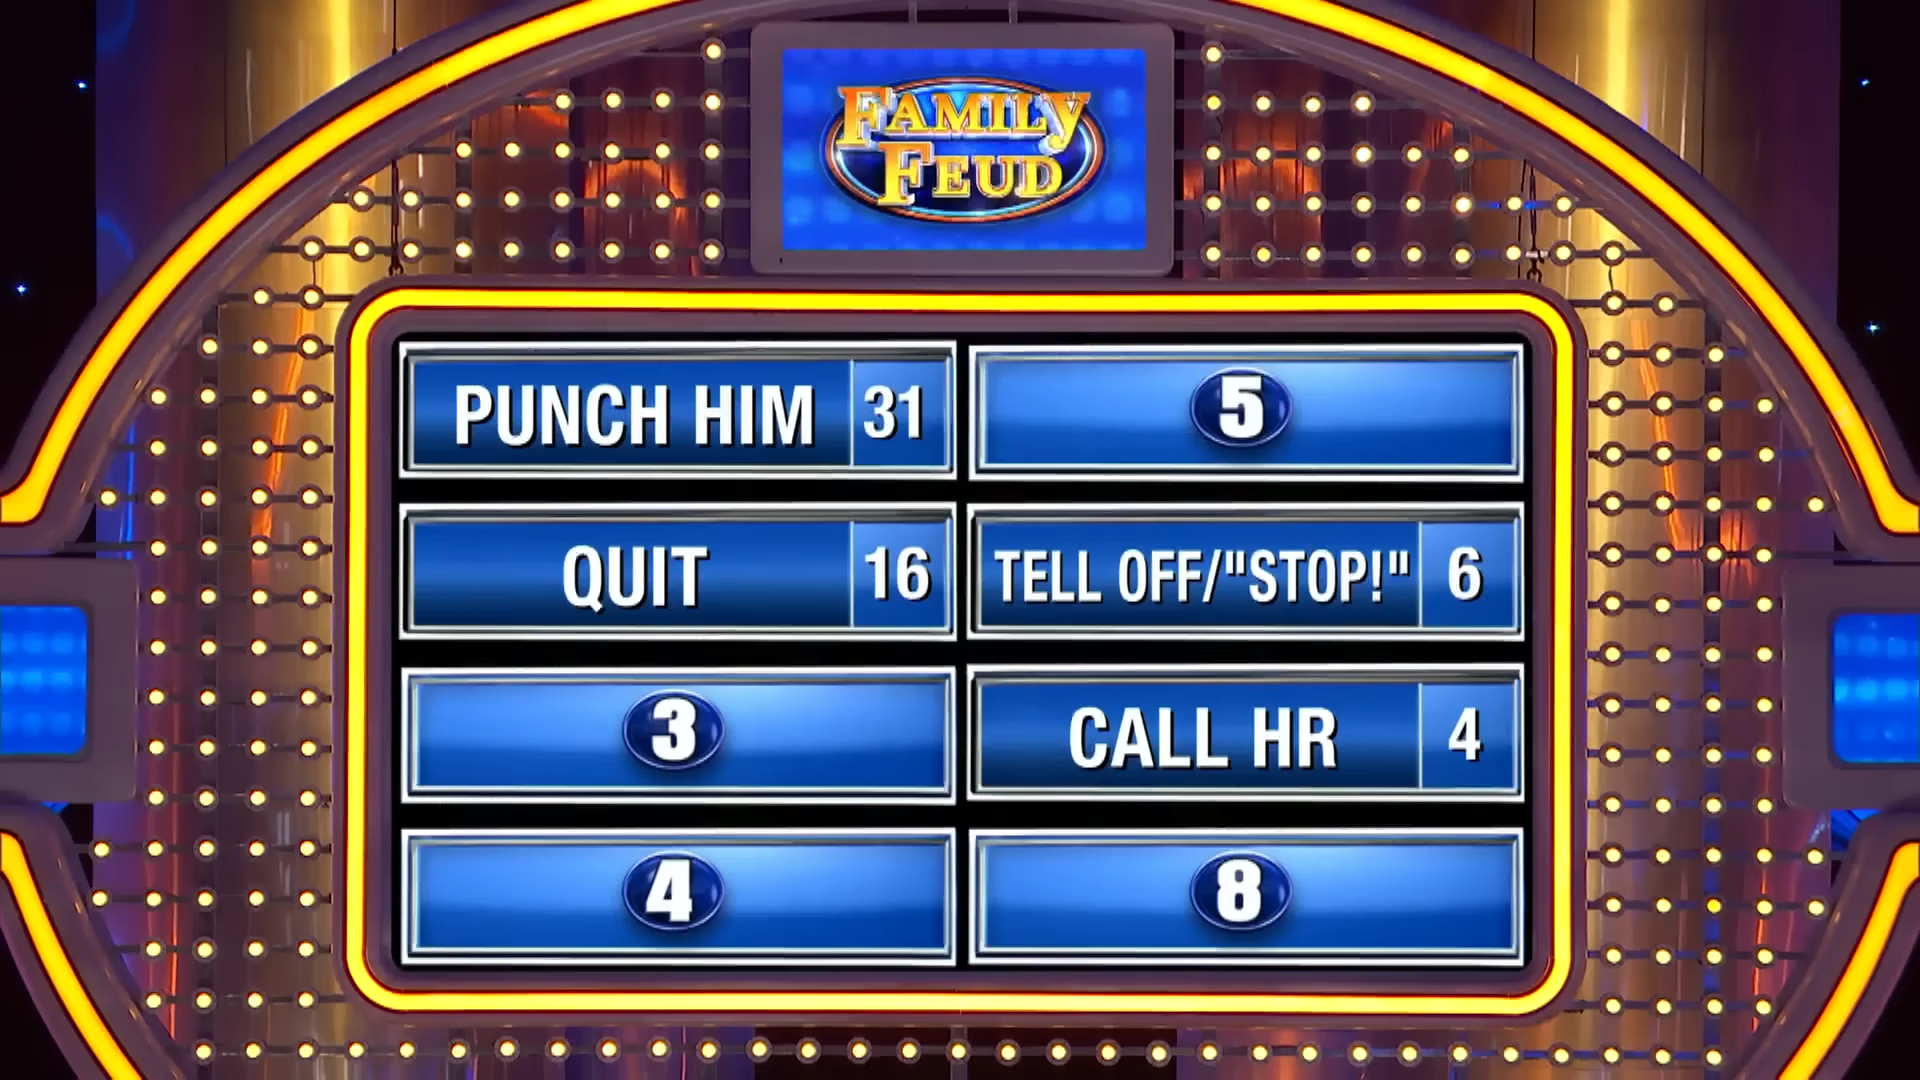 FAMILY
FEUD
PUNCH HIM 31
QUIT 16
3
4
5
TELL OFF/"STOP!" 6
CALL HR 4
8